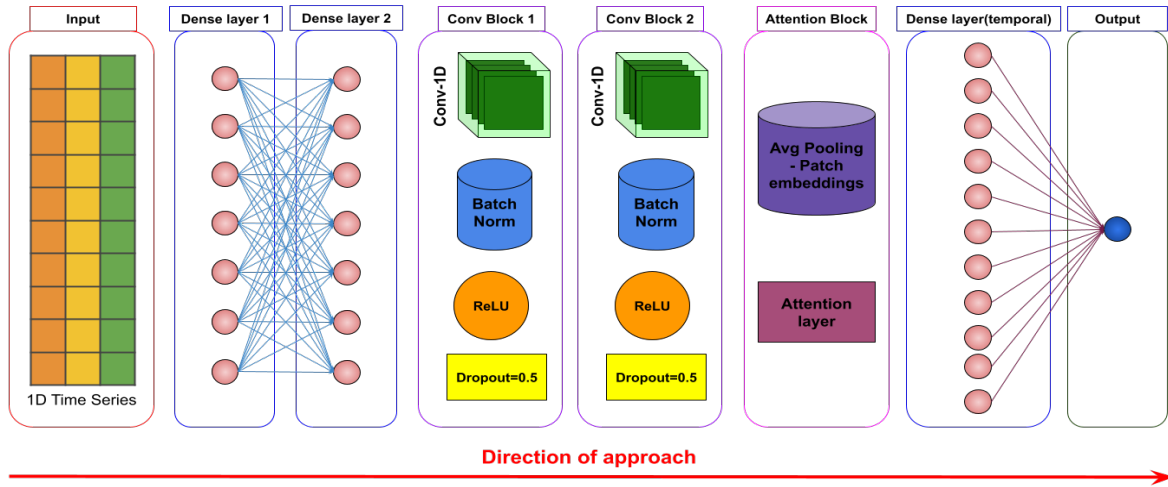 Input
Dense layer 1
Dense layer 2
Conv Block 1
Conv Block 2
Attention Block
Dense layer(temporal)
Output
1D Time Series
Conv-1D
Batch
Norm
ReLU
Dropout=0.5
Conv-1D
Batch
Norm
ReLU
Dropout=0.5
Avg Pooling
- Patch
embeddings
Attention
layer
Direction of approach